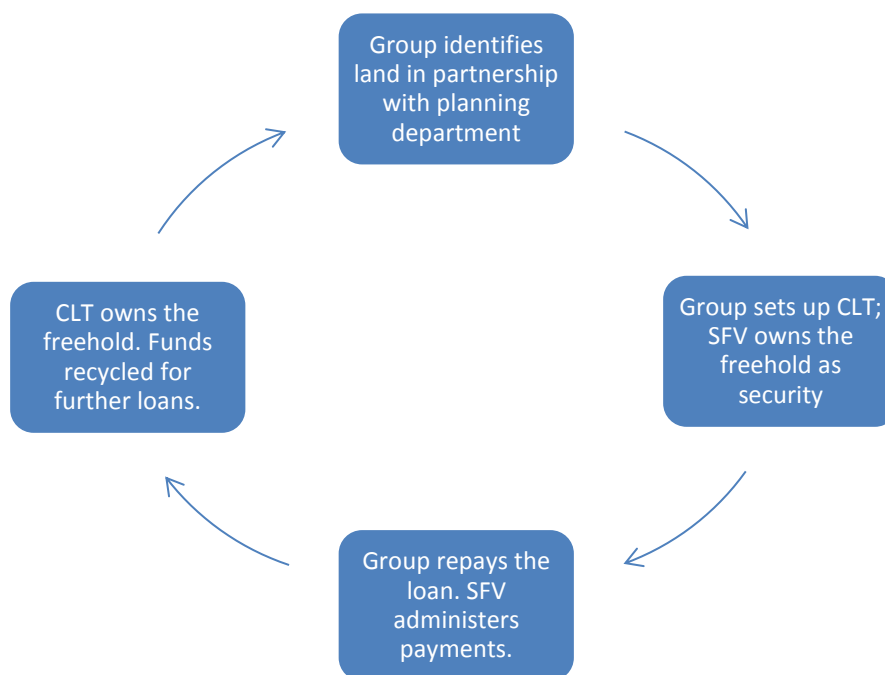 Group identifies
land in partnership
with planning
department
Group sets up CLT;
SFV owns the
freehold as
security
Group repays the
loan. SFV
administers
payments.
CLT owns the
freehold. Funds
recycled for
further loans.